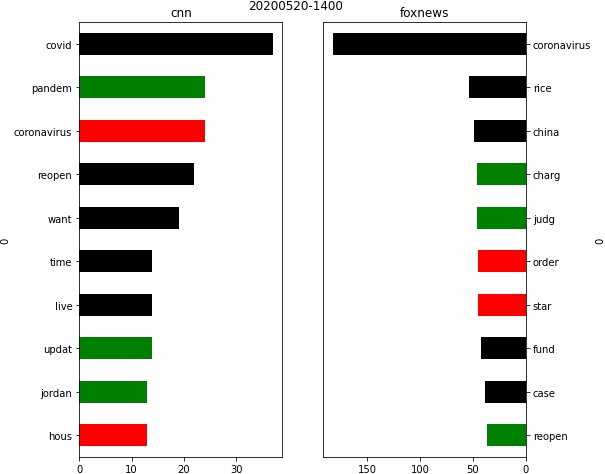 20200520-1400
cnn
foxnews
covid
pandem
coronavirus
reopen
want
time
live
updat
jordan
hous
0
0 10 20 30
coronavirus
rice
china
charg
judg
order
star
fund
case
reopen
0
150 100 50 0